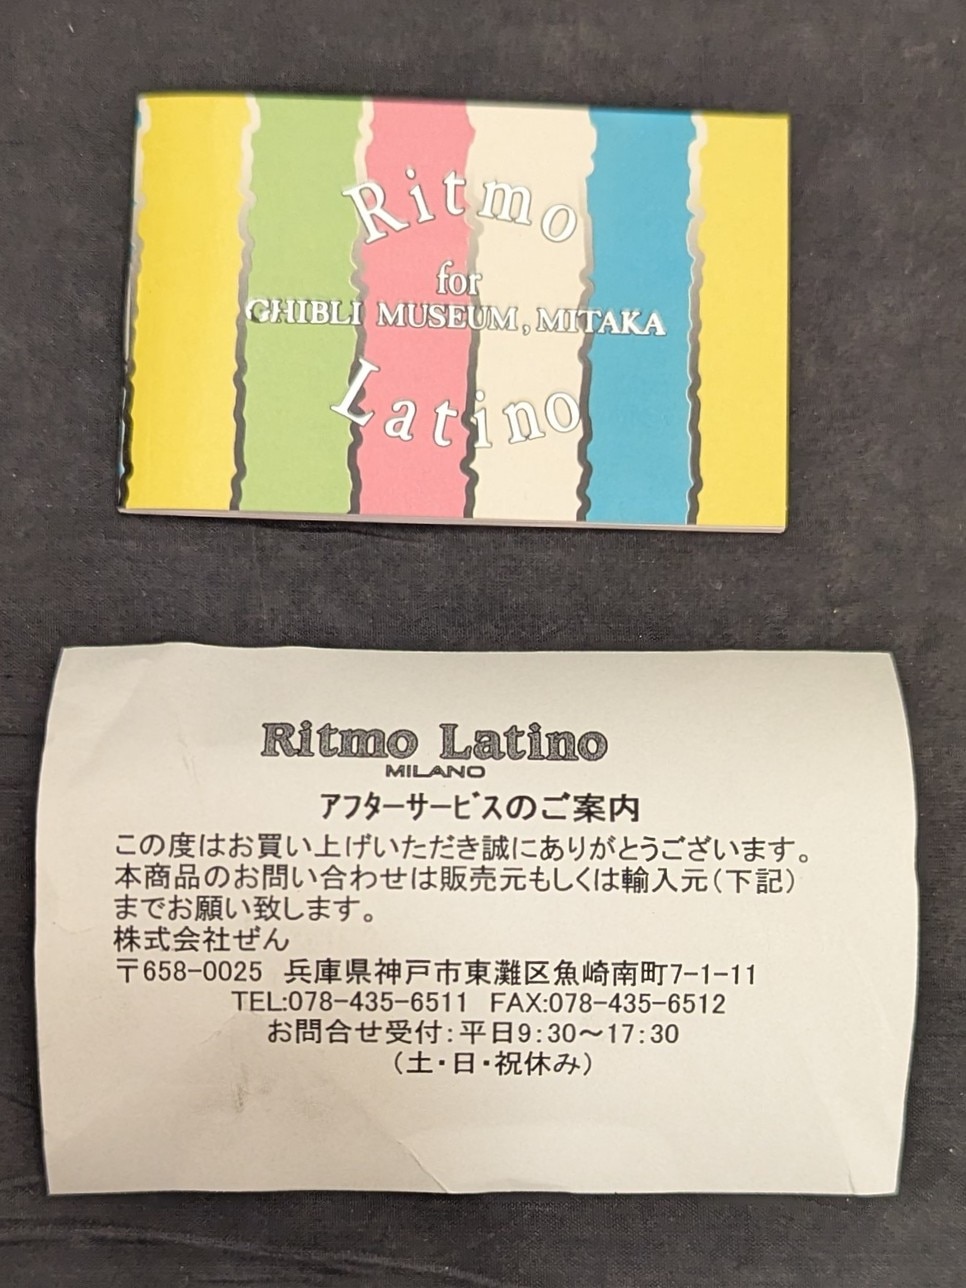 Ritmo
for
GHIBLI MUSEUM, MITAKA
Latino
Ritmo Latino
MILANO
アフターサービスのご案内
この度はお買い上げいただき誠にありがとうございます。
本商品のお問い合わせは販売元もしくは輸入元(下記)
までお願い致します。
株式会社ぜん
〒658-0025 兵庫県神戸市東灘区魚崎南町7-1-11
TEL:078-435-6511 FAX:078-435-6512
お問合せ受付:平日9:30～17:30
(土・日・祝休み)